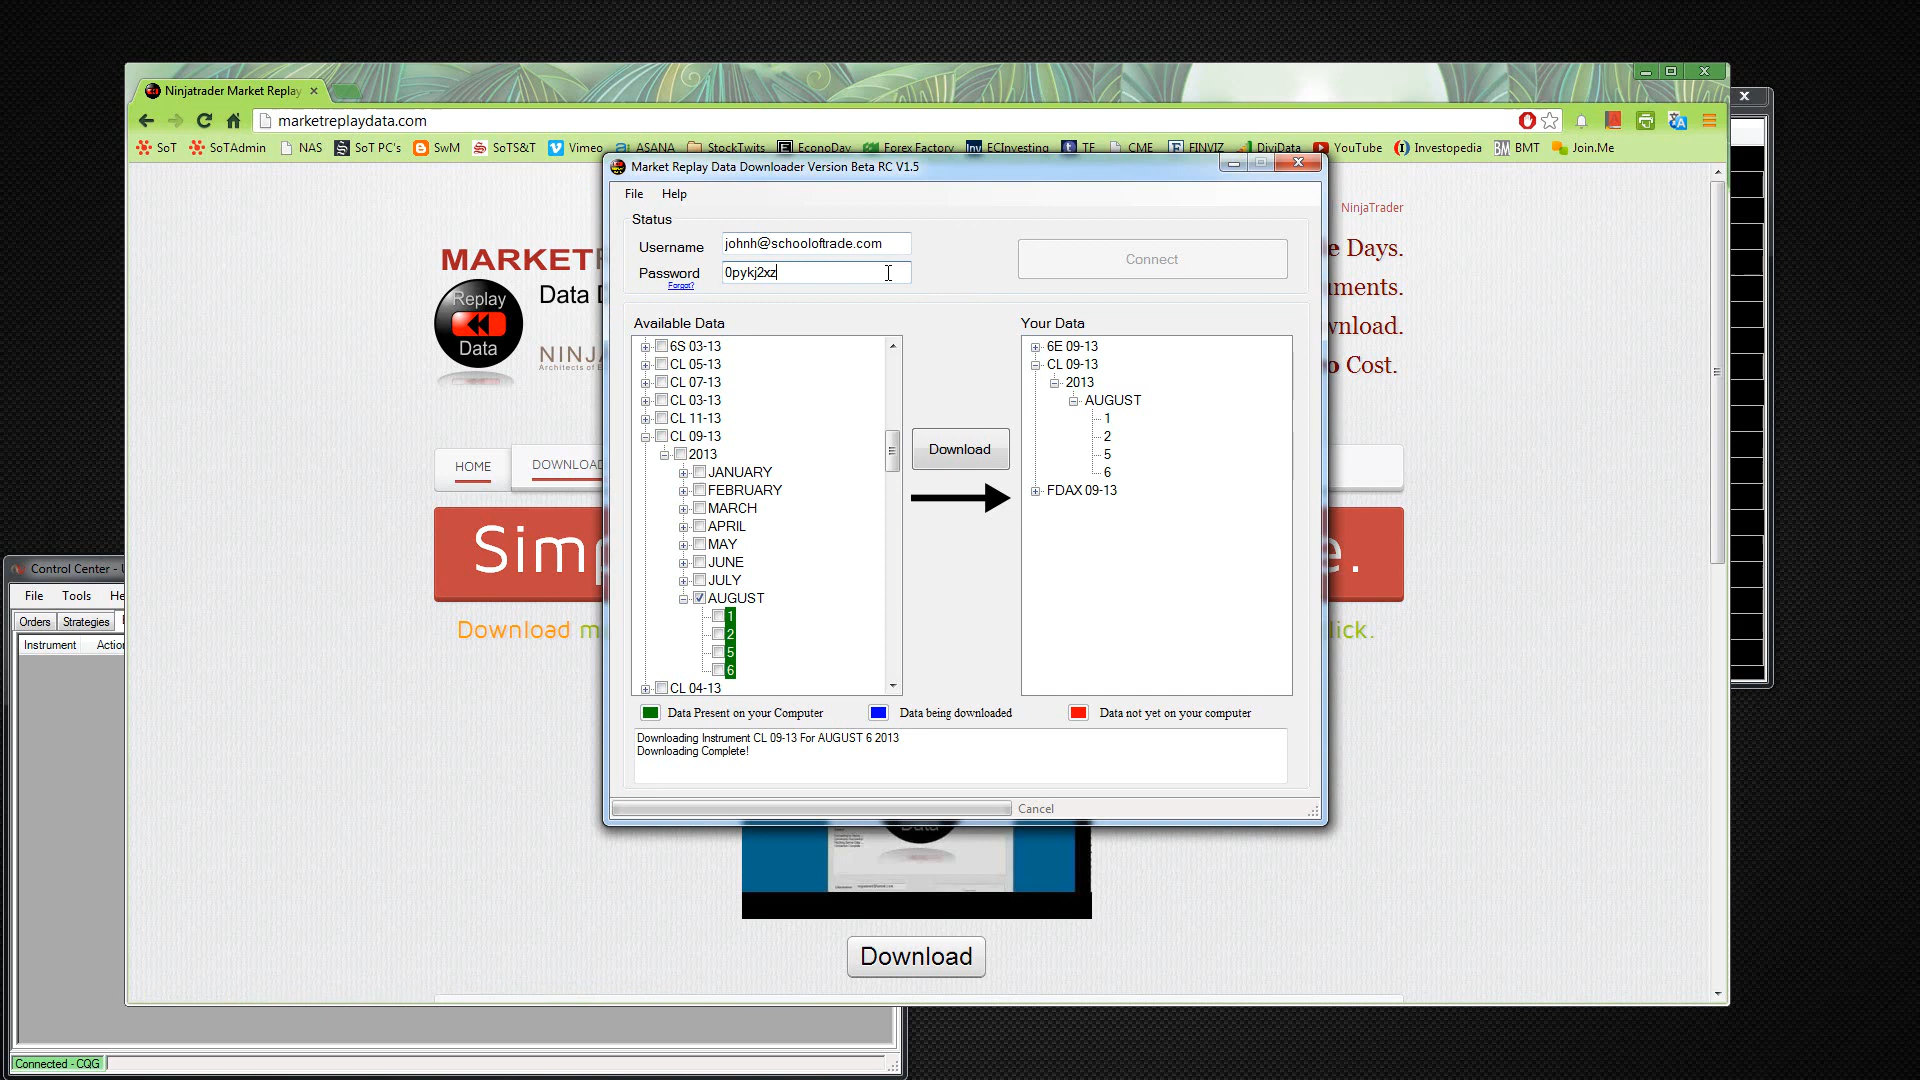 Ninjatrader Market Replay
marketreplaydata.com
SoT SoTAdmin NAS SoT PC's SwM SoTS&T Vimeo ASANA StockTwits EconoDay Forex Factory ECInvesting TF CME FINVIZ DiviData YouTube Investopedia BMT Join.Me
Market Replay Data Downloader Version Beta RC V1.5
File Help
NinjaTrader
Status
Username johnh@schooloftrade.com
Connect
Password 0pykj2xz
Forgot?
MARKET
Replay
Data
Data
NINJ
Days.
nload.
Cost.
HOME DOWNLOAD
Sim
Download
lick.
Available Data
6S 03-13
CL 05-13
CL 07-13
CL 03-13
CL 11-13
CL 09-13
2013
JANUARY
FEBRUARY
MARCH
APRIL
MAY
JUNE
JULY
AUGUST
1
2
5
6
CL 04-13
Download
Your Data
6E 09-13
CL 09-13
2013
AUGUST
1
2
5
6
FDAX 09-13
Data Present on your Computer Data being downloaded Data not yet on your computer
Downloading Instrument CL 09-13 For AUGUST 6 2013
Downloading Complete!
Cancel
Download
Control Center -
File Tools He
Orders Strategies
Instrument Action
Connected - CQG